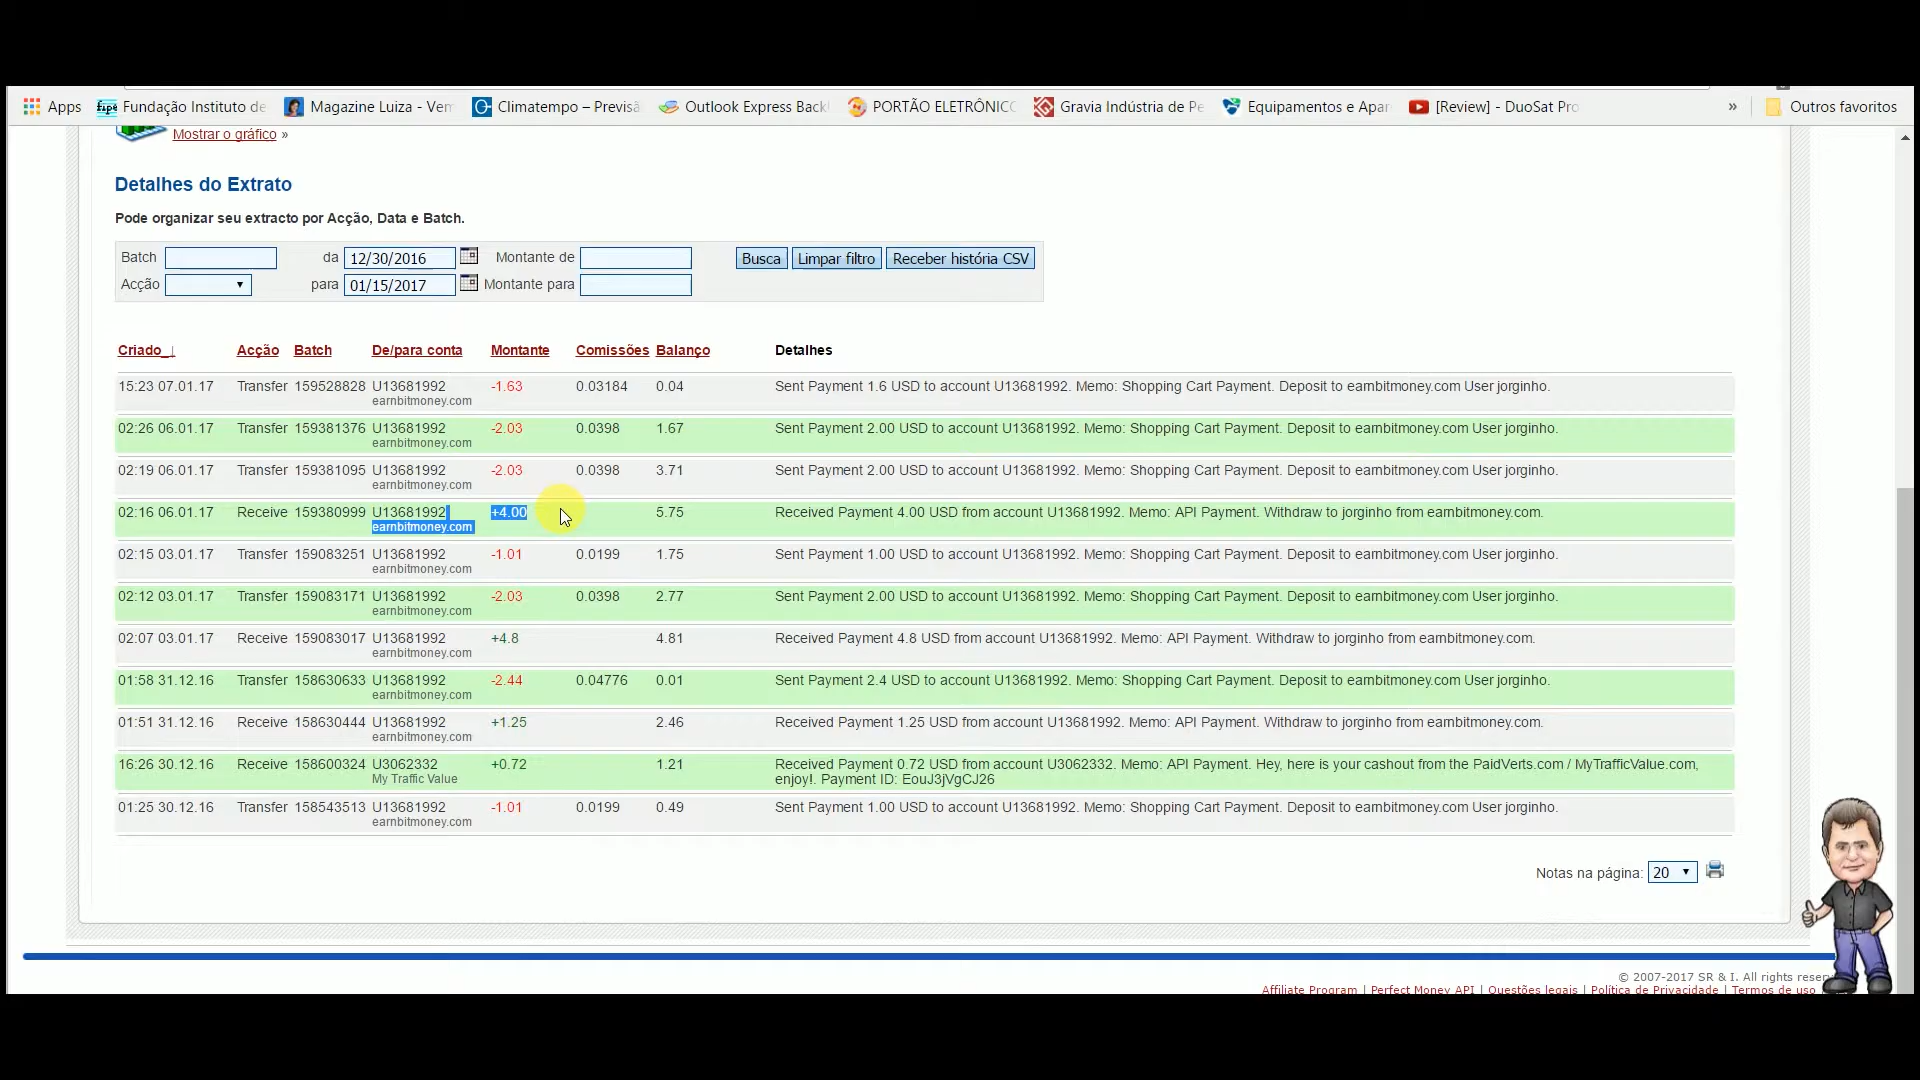 Apps Fundação Instituto de Magazine Luiza - Ven Climatempo – Previsã Outlook Express Back PORTÃO ELETRÔNIC Gravia Indústria de Pe Equipamentos e Apar [Review] - DuoSat Pro » Outros favoritos
Mostrar o gráfico »
Detalhes do Extrato
Pode organizar seu extracto por Acção, Data e Batch.
Batch da 12/30/2016 Montante de Busca Limpar filtro Receber história CSV
Acção para 01/15/2017 Montante para
Criado Acção Batch De/para conta Montante Comissões Balanço Detalhes
15:23 07.01.17 Transfer 159528828 U13681992 -1.63 0.03184 0.04 Sent Payment 1.6 USD to account U13681992. Memo: Shopping Cart Payment. Deposit to earnbitmoney.com User jorginho.
earnbitmoney.com
02:26 06.01.17 Transfer 159381376 U13681992 -2.03 0.0398 1.67 Sent Payment 2.00 USD to account U13681992. Memo: Shopping Cart Payment. Deposit to earnbitmoney.com User jorginho.
earnbitmoney.com
02:19 06.01.17 Transfer 159381095 U13681992 -2.03 0.0398 3.71 Sent Payment 2.00 USD to account U13681992. Memo: Shopping Cart Payment. Deposit to earnbitmoney.com User jorginho.
earnbitmoney.com
02:16 06.01.17 Receive 159380999 U13681992 +4.00 5.75 Received Payment 4.00 USD from account U13681992. Memo: API Payment. Withdraw to jorginho from earnbitmoney.com.
earnbitmoney.com
02:15 03.01.17 Transfer 159083251 U13681992 -1.01 0.0199 1.75 Sent Payment 1.00 USD to account U13681992. Memo: Shopping Cart Payment. Deposit to earnbitmoney.com User jorginho.
earnbitmoney.com
02:12 03.01.17 Transfer 159083171 U13681992 -2.03 0.0398 2.77 Sent Payment 2.00 USD to account U13681992. Memo: Shopping Cart Payment. Deposit to earnbitmoney.com User jorginho.
earnbitmoney.com
02:07 03.01.17 Receive 159083017 U13681992 +4.8 4.81 Received Payment 4.8 USD from account U13681992. Memo: API Payment. Withdraw to jorginho from earnbitmoney.com.
earnbitmoney.com
01:58 31.12.16 Transfer 158630633 U13681992 -2.44 0.04776 0.01 Sent Payment 2.4 USD to account U13681992. Memo: Shopping Cart Payment. Deposit to earnbitmoney.com User jorginho.
earnbitmoney.com
01:51 31.12.16 Receive 158630444 U13681992 +1.25 2.46 Received Payment 1.25 USD from account U13681992. Memo: API Payment. Withdraw to jorginho from earnbitmoney.com.
earnbitmoney.com
16:26 30.12.16 Receive 158600324 U3062332 +0.72 1.21 Received Payment 0.72 USD from account U3062332. Memo: API Payment. Hey, here is your cashout from the PaidVerts.com / MyTrafficValue.com,
My Traffic Value enjoy!. Payment ID: EouJ3jVgCJ26
01:25 30.12.16 Transfer 158543513 U13681992 -1.01 0.0199 0.49 Sent Payment 1.00 USD to account U13681992. Memo: Shopping Cart Payment. Deposit to earnbitmoney.com User jorginho.
earnbitmoney.com
Notas na página: 20
© 2007-2017 SR & I. All rights reserv
Affiliate Program | Perfect Money API | Questões legais | Política de Privacidade | Termos de uso